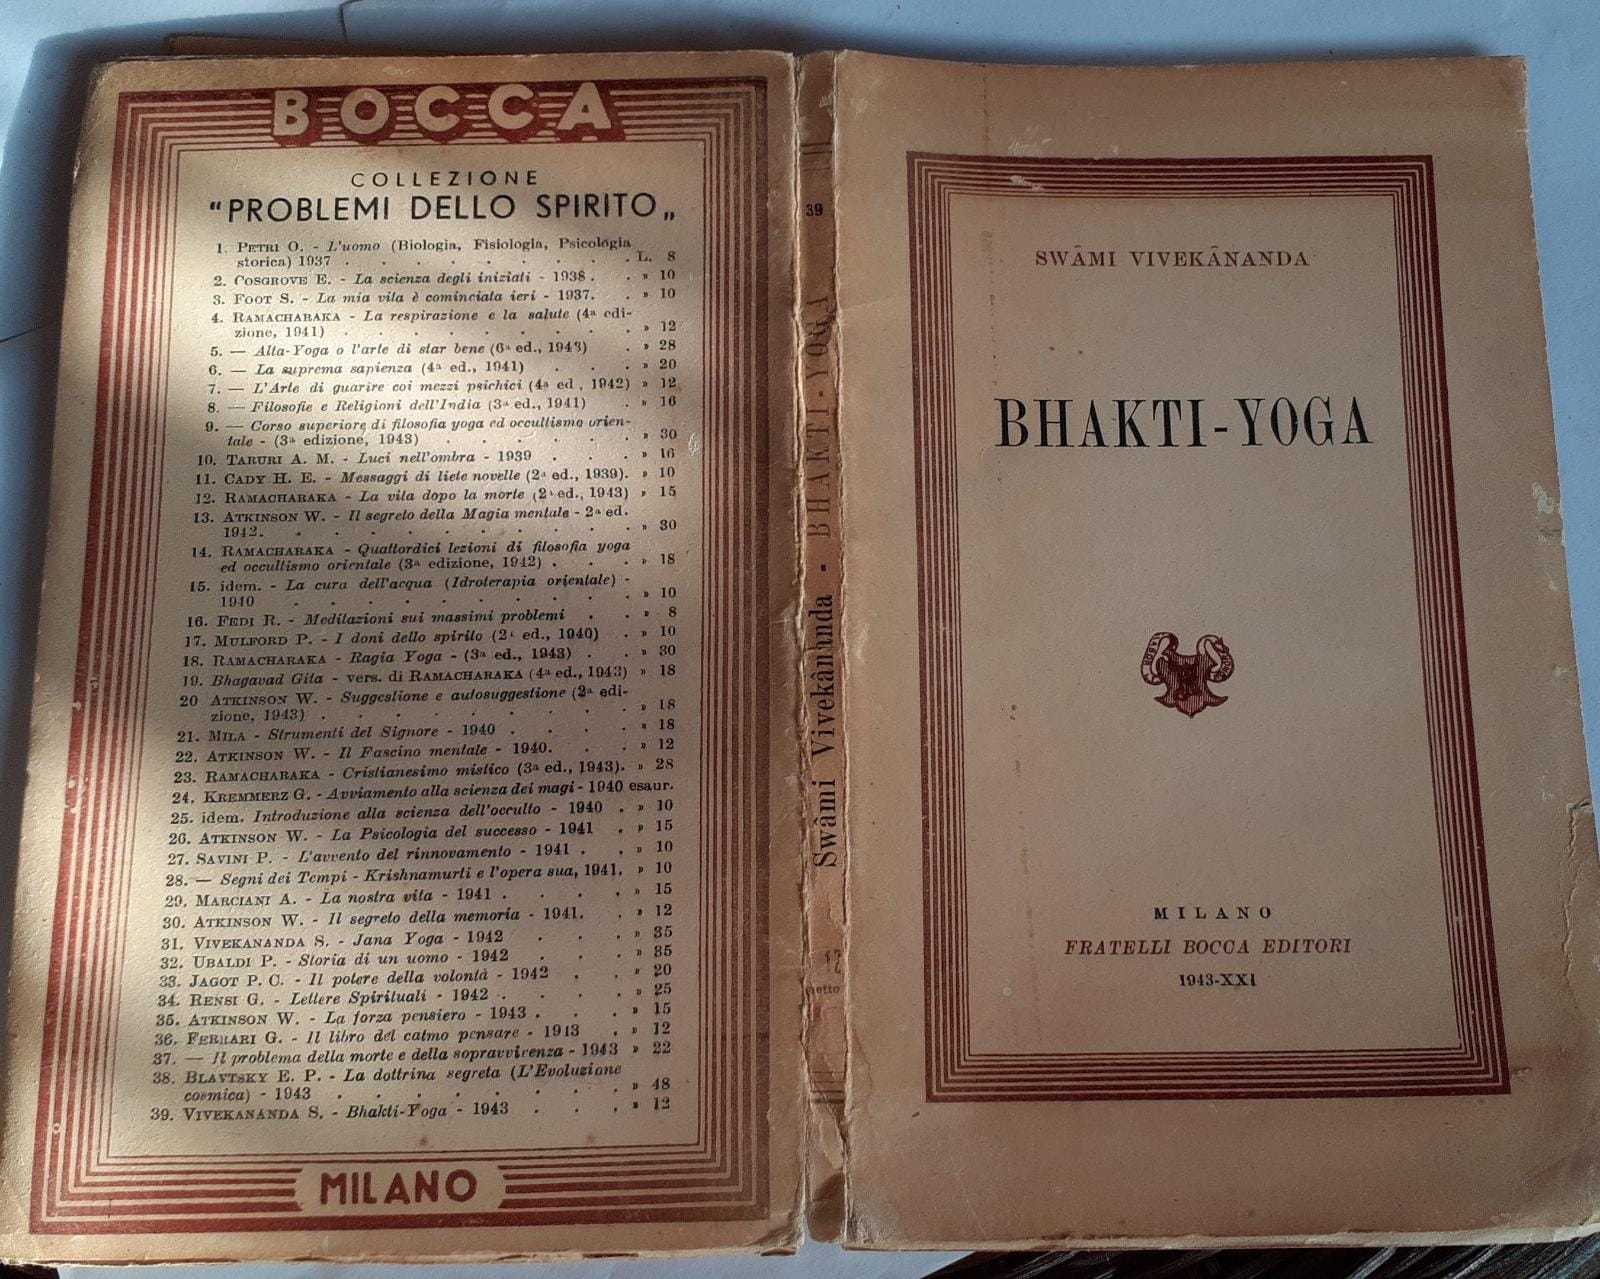 BOCCA
COLLEZIONE
"PROBLEMI DELLO SPIRITO„
1. PETRI O. - L'uomo (Biologia, Fisiologia, Psicologia
storica) 1937 . . . . . . . . L. 8
2. COSGROVE E. - La scienza degli iniziati - 1938 . . » 10
3. FOOT S. - La mia vita è cominciata ieri - 1937. . » 10
4. RAMACHARAKA - La respirazione e la salute (4ª edi-
zione, 1941) . . . . . . . . » 12
5. — Alta-Yoga o l'arte di star bene (6ª ed., 1943) . » 28
6. — La suprema sapienza (4ª ed., 1941) . . . » 20
7. — L'Arte di guarire coi mezzi psichici (4ª ed , 1942) » 12
8. — Filosofie e Religioni dell'India (3ª ed., 1941) . » 16
9. — Corso superiore di filosofia yoga ed occultismo orien-
tale - (3ª edizione, 1943) . . . . . . » 30
10. TARURI A. M. - Luci nell'ombra - 1939 . . . » 16
11. CADY H. E. - Messaggi di liete novelle (2ª ed., 1939). » 10
12. RAMACHARAKA - La vita dopo la morte (2ª ed., 1943) » 15
13. ATKINSON W. - Il segreto della Magia mentale - 2ª ed.
1942. . . . . . . . . . » 30
14. RAMACHARAKA - Quattordici lezioni di filosofia yoga
ed occultismo orientale (3ª edizione, 1942) . . . » 18
15. idem. - La cura dell'acqua (Idroterapia orientale) -
1940 . . . . . . . . . » 10
16. FEDI R. - Meditazioni sui massimi problemi . . » 8
17. MULFORD P. - I doni dello spirito (2ª ed., 1940) . » 10
18. RAMACHARAKA - Ragia Yoga - (3ª ed., 1943) . . » 30
19. Bhagavad Gita - vers. di RAMACHARAKA (4ª ed., 1943) » 18
20 ATKINSON W. - Suggestione e autosuggestione (2ª edi-
zione, 1943) . . . . . . . . » 18
21. MILA - Strumenti del Signore - 1940 . . . . » 18
22. ATKINSON W. - Il Fascino mentale - 1940. . . » 12
23. RAMACHARAKA - Cristianesimo mistico (3ª ed., 1943). » 28
24. KREMMERZ G. - Avviamento alla scienza dei magi - 1940 esaur.
25. idem. Introduzione alla scienza dell'occulto - 1940 . » 10
26. ATKINSON W. - La Psicologia del successo - 1941 . » 15
27. SAVINI P. - L'avvento del rinnovamento - 1941 . . » 10
28. — Segni dei Tempi - Krishnamurti e l'opera sua, 1941. » 10
29. MARCIANI A. - La nostra vita - 1941 . . . . » 15
30. ATKINSON W. - Il segreto della memoria - 1941. . » 12
31. VIVEKANANDA S. - Jana Yoga - 1942 . . . » 35
32. UBALDI P. - Storia di un uomo - 1942 . . . » 35
33. JAGOT P. C. - Il potere della volontà - 1942 . . » 20
34. RENSI G. - Lettere Spirituali - 1942 . . . . » 25
35. ATKINSON W. - La forza pensiero - 1943 . . . » 15
36. FERRARI G. - Il libro del calmo pensare - 1943 . » 12
37. — Il problema della morte e della sopravvivenza - 1943 » 22
38. BLAVTSKY E. P. - La dottrina segreta (L'Evoluzione
cosmica) - 1943 . . . . . . . » 48
39. VIVEKANANDA S. - Bhakti-Yoga - 1943 . . . » 12
MILANO
39
Swâmi Vivekânanda - BHAKTI-YOGA
12
netto
SWÂMI VIVEKÂNANDA
BHAKTI-YOGA
MILANO
FRATELLI BOCCA EDITORI
1943-XXI